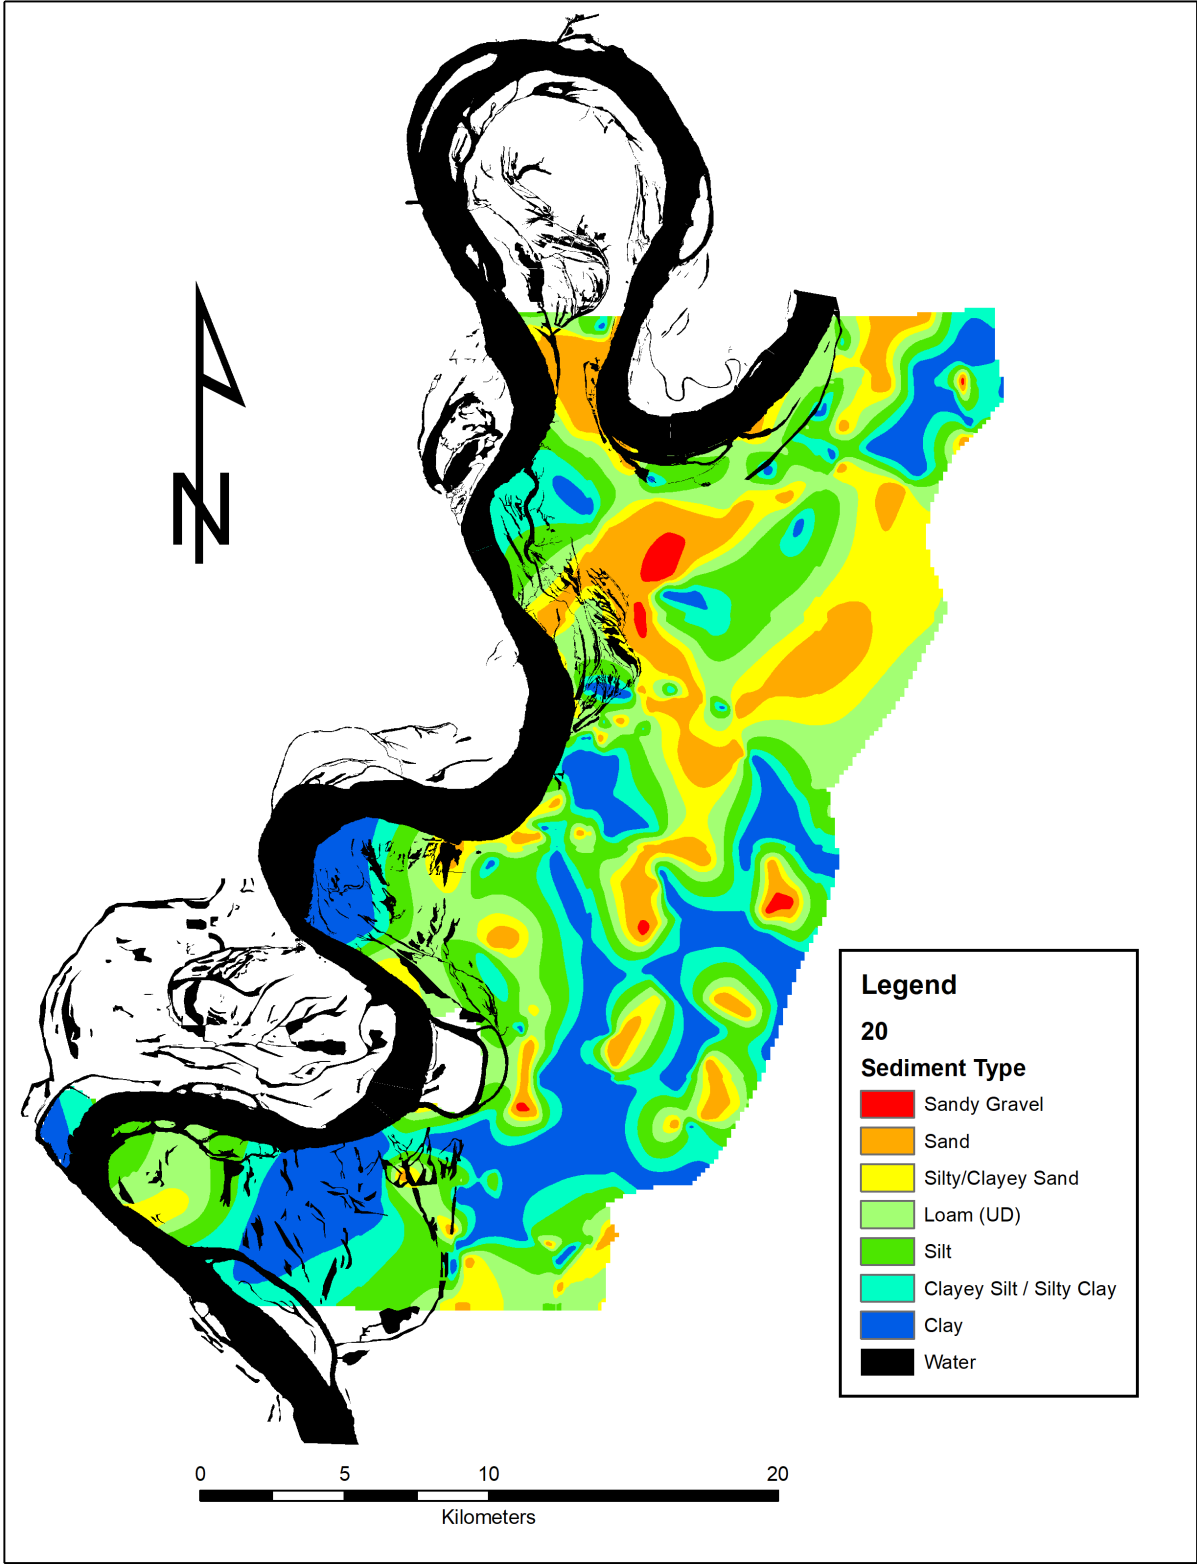 N
Legend
20
Sediment Type
Sandy Gravel
Sand
Silty/Clayey Sand
Loam (UD)
Silt
Clayey Silt / Silty Clay
Clay
Water
0 5 10 20
Kilometers